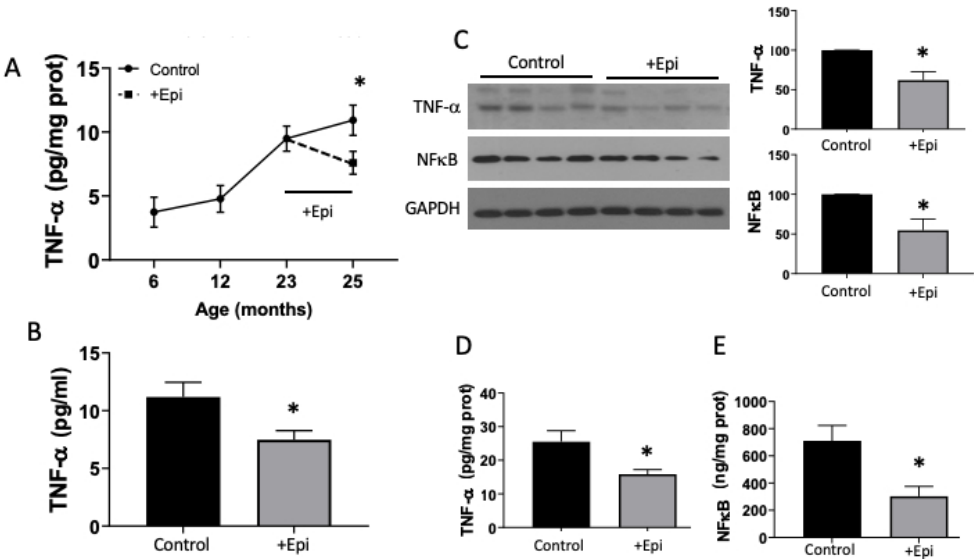 A
TNF-α (pg/mg prot)
15
10
5
0
Control
+Epi
*
+Epi
6 12 23 25
Age (months)
B
TNF-α (pg/ml)
15
10
5
0
*
Control +Epi
C
Control +Epi
TNF-α
NFκB
GAPDH
TNF-α
150
100
50
0
*
Control +Epi
NFκB
150
100
50
0
*
Control +Epi
D
TNF-α (pg/mg prot)
40
30
20
10
0
*
Control +Epi
E
NFκB (ng/mg prot)
1000
800
600
400
200
0
*
Control +Epi